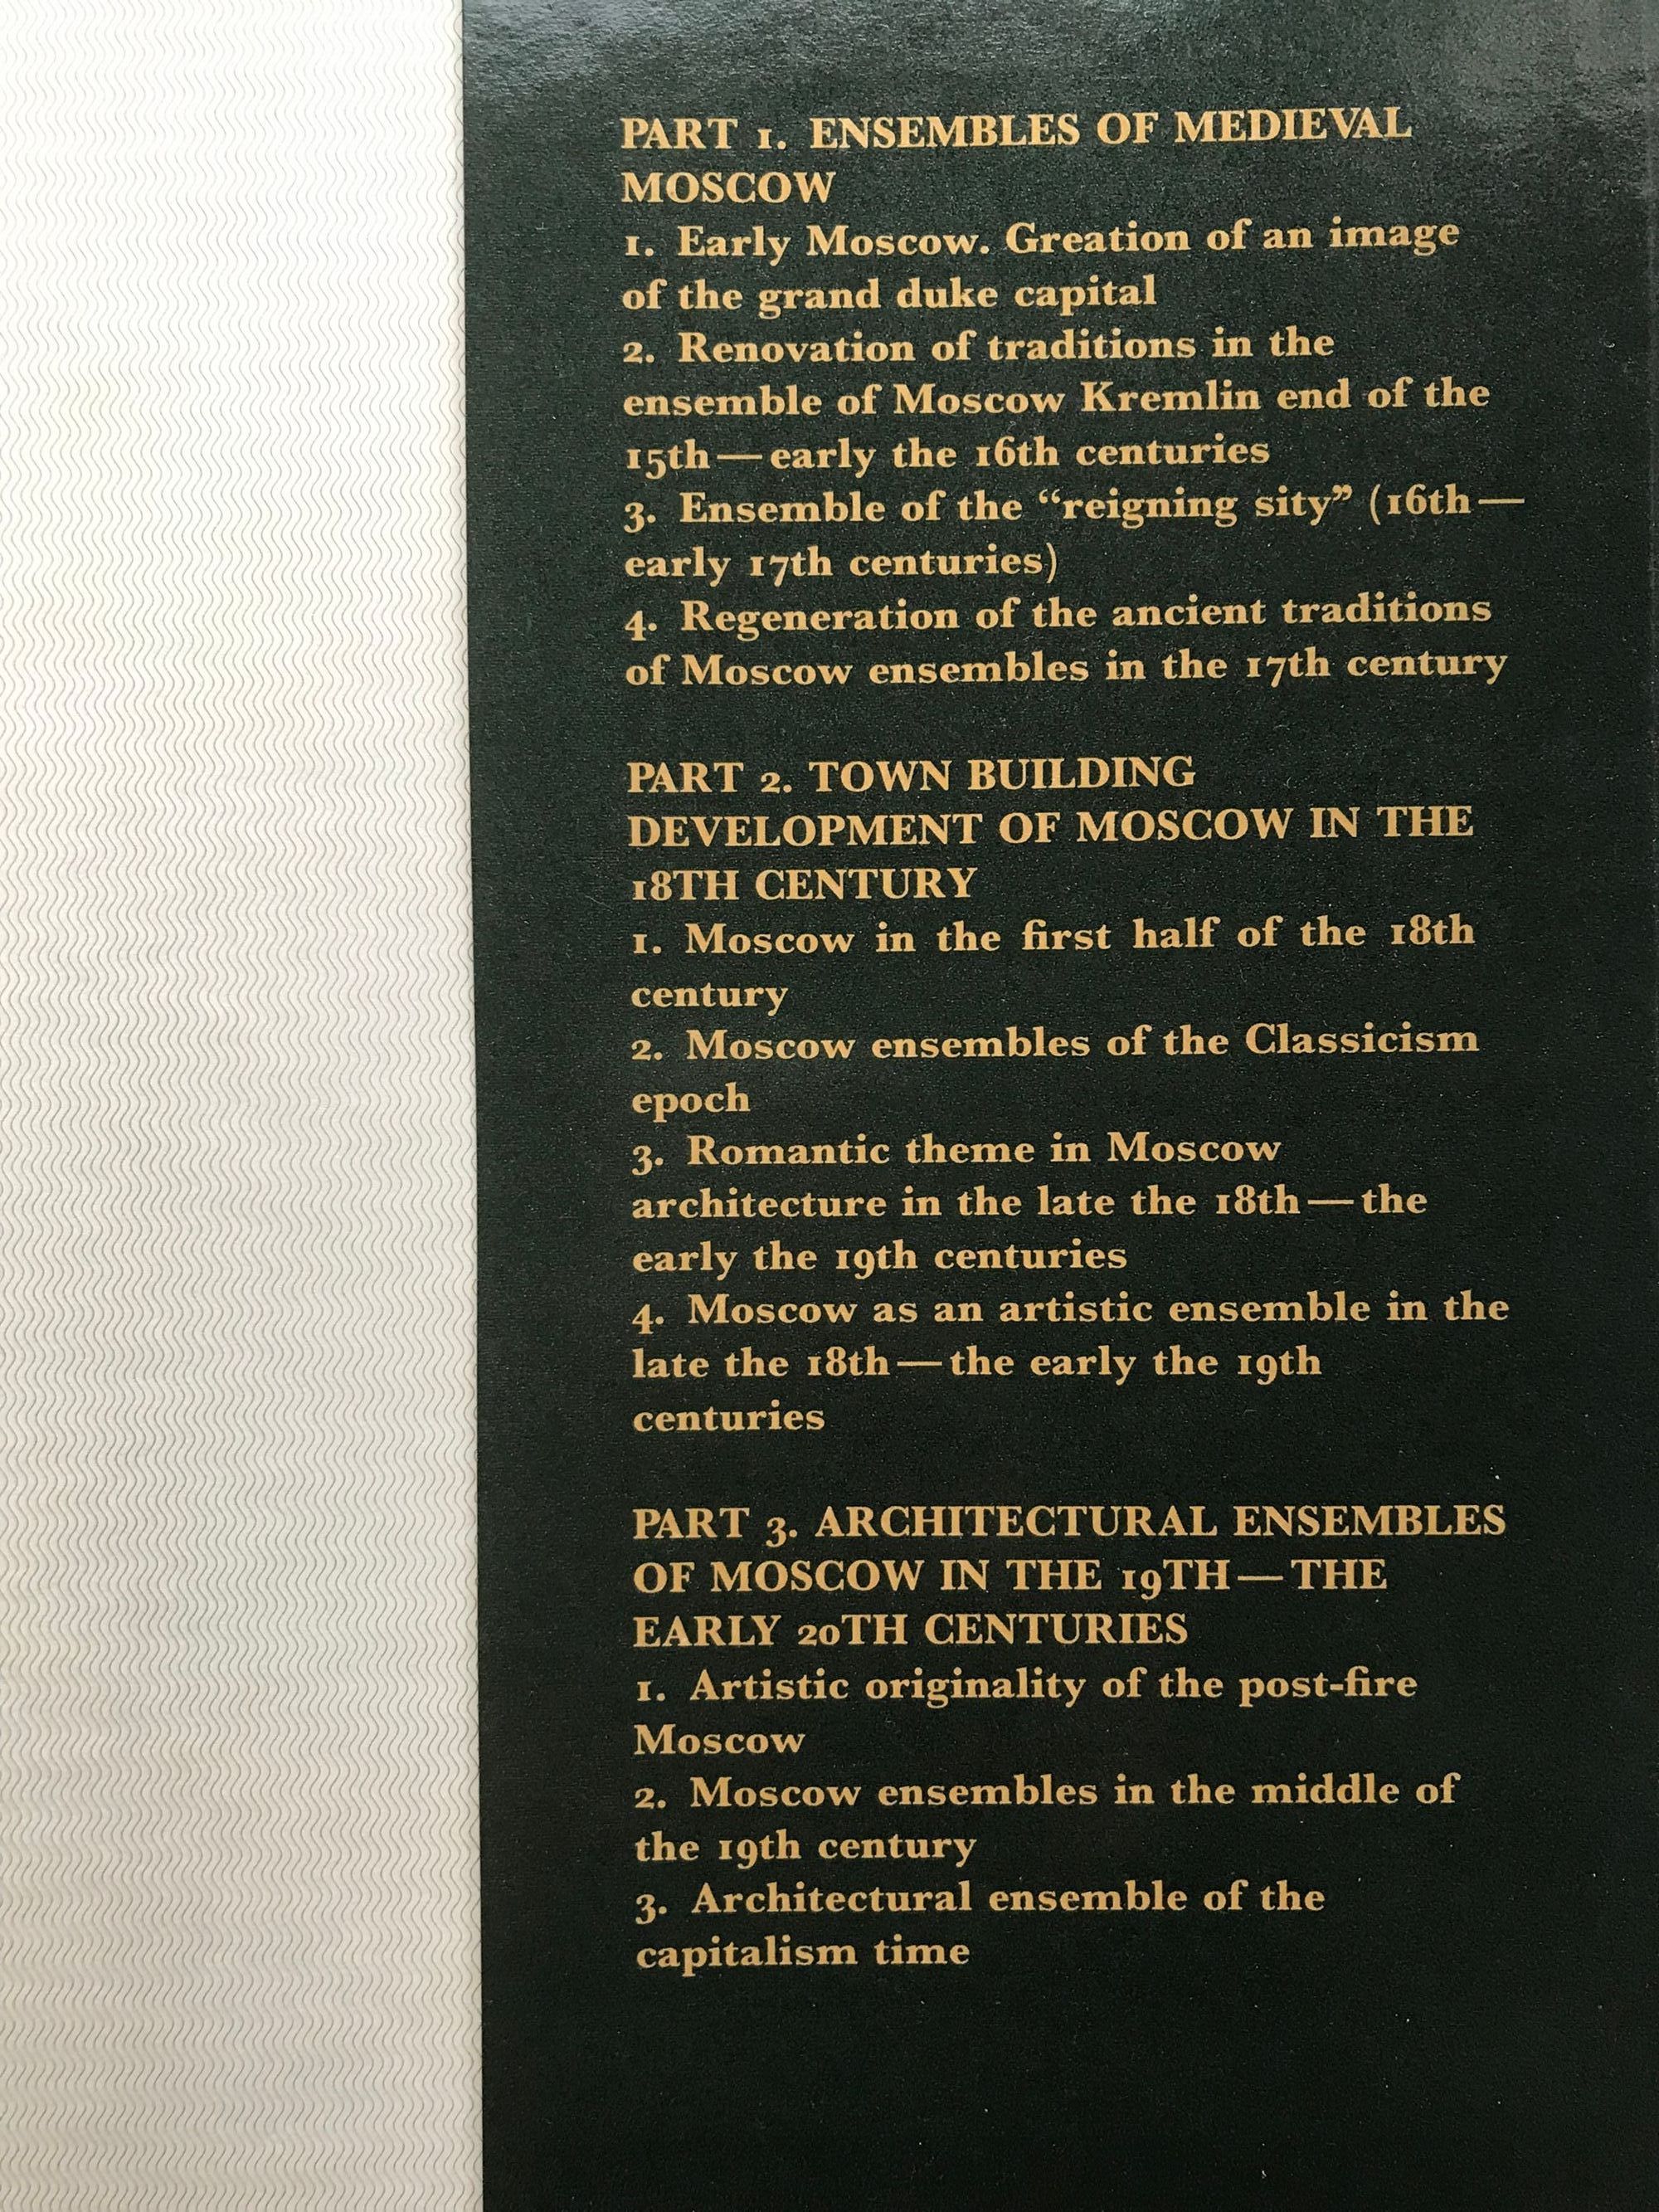 PART 1. ENSEMBLES OF MEDIEVAL
MOSCOW
1. Early Moscow. Greation of an image
of the grand duke capital
2. Renovation of traditions in the
ensemble of Moscow Kremlin end of the
15th—early the 16th centuries
3. Ensemble of the “reigning sity” (16th—
early 17th centuries)
4. Regeneration of the ancient traditions
of Moscow ensembles in the 17th century
PART 2. TOWN BUILDING
DEVELOPMENT OF MOSCOW IN THE
18TH CENTURY
1. Moscow in the first half of the 18th
century
2. Moscow ensembles of the Classicism
epoch
3. Romantic theme in Moscow
architecture in the late the 18th—the
early the 19th centuries
4. Moscow as an artistic ensemble in the
late the 18th—the early the 19th
centuries
PART 3. ARCHITECTURAL ENSEMBLES
OF MOSCOW IN THE 19TH—THE
EARLY 20TH CENTURIES
1. Artistic originality of the post-fire
Moscow
2. Moscow ensembles in the middle of
the 19th century
3. Architectural ensemble of the
capitalism time